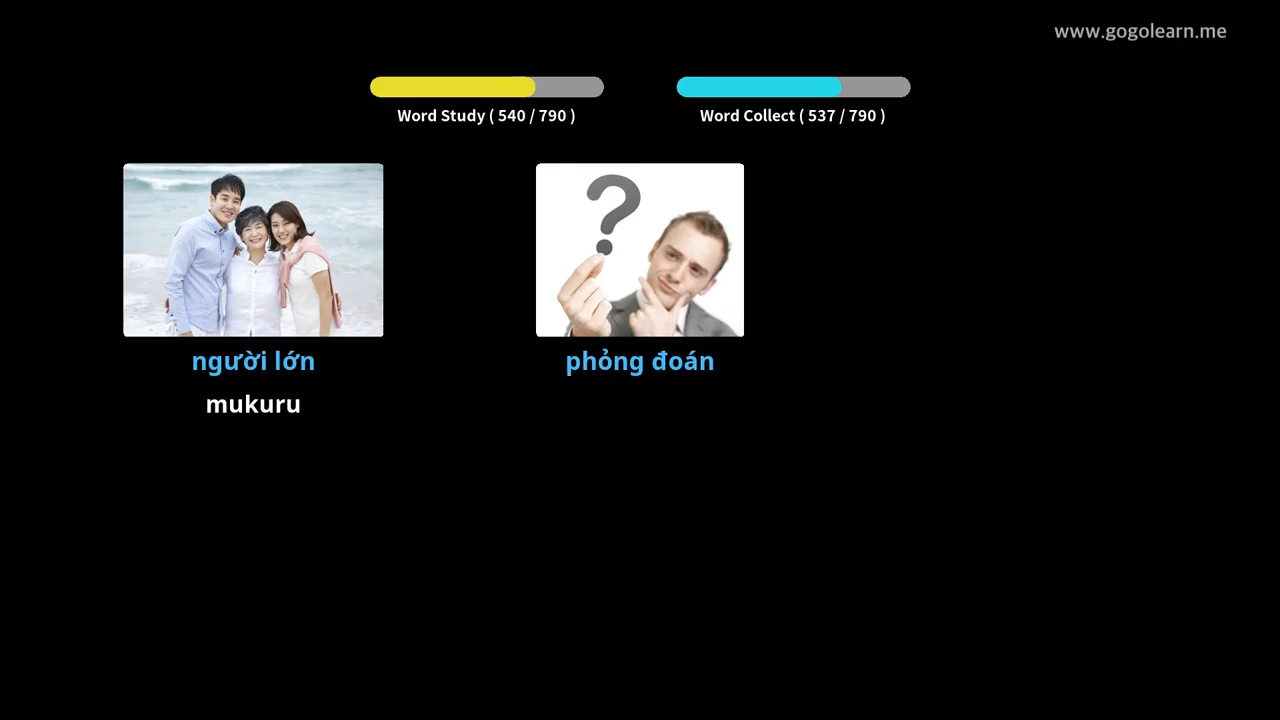 www.gogolearn.me
Word Study ( 540 / 790 )
Word Collect ( 537 / 790 )
người lớn
phỏng đoán
mukuru